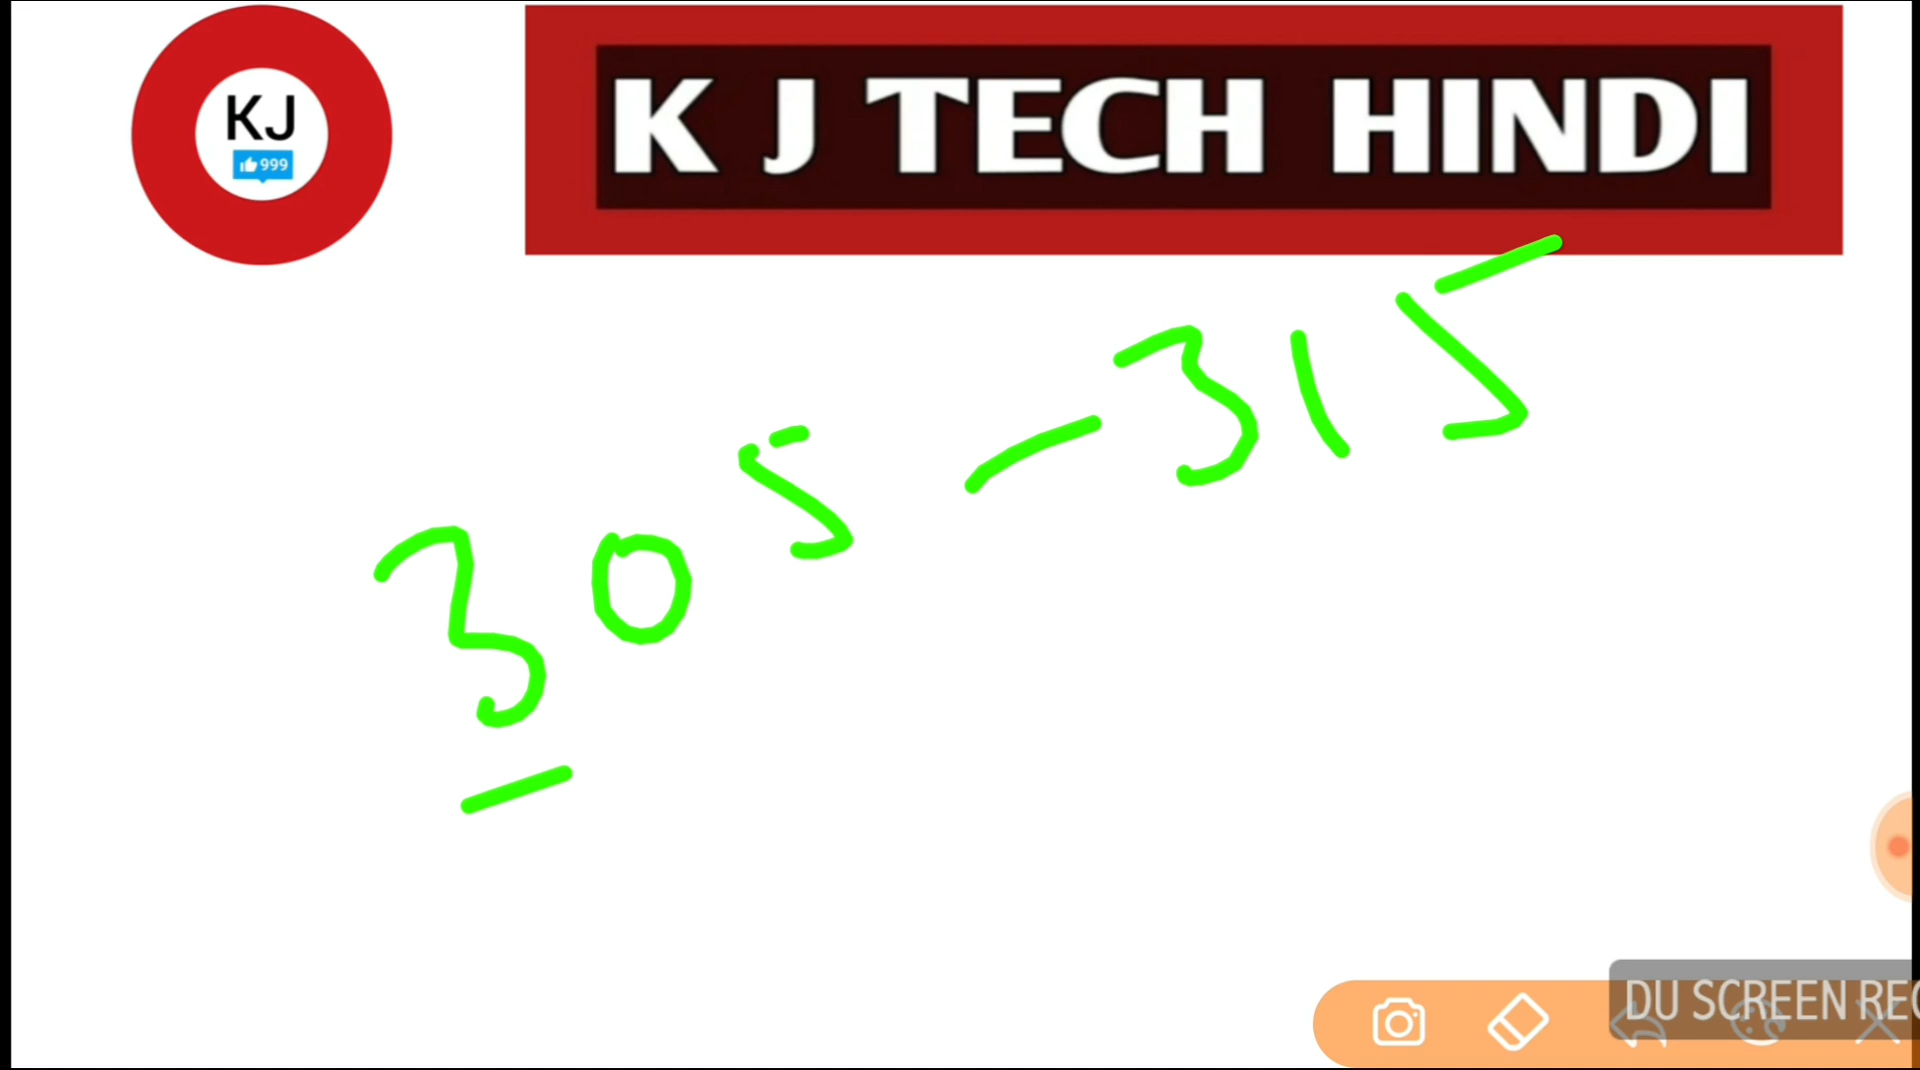 KJ
999
K J TECH HINDI
305-315
DU SCREEN REC